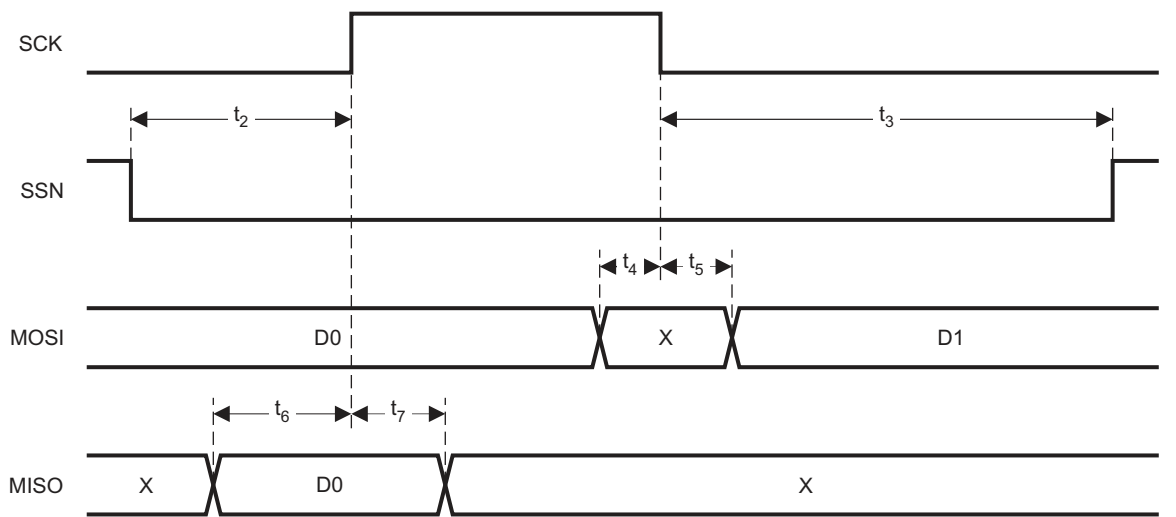 SCK
t2 t3
SSN
t4 t5
MOSI D0 X D1
t6 t7
MISO X D0 X